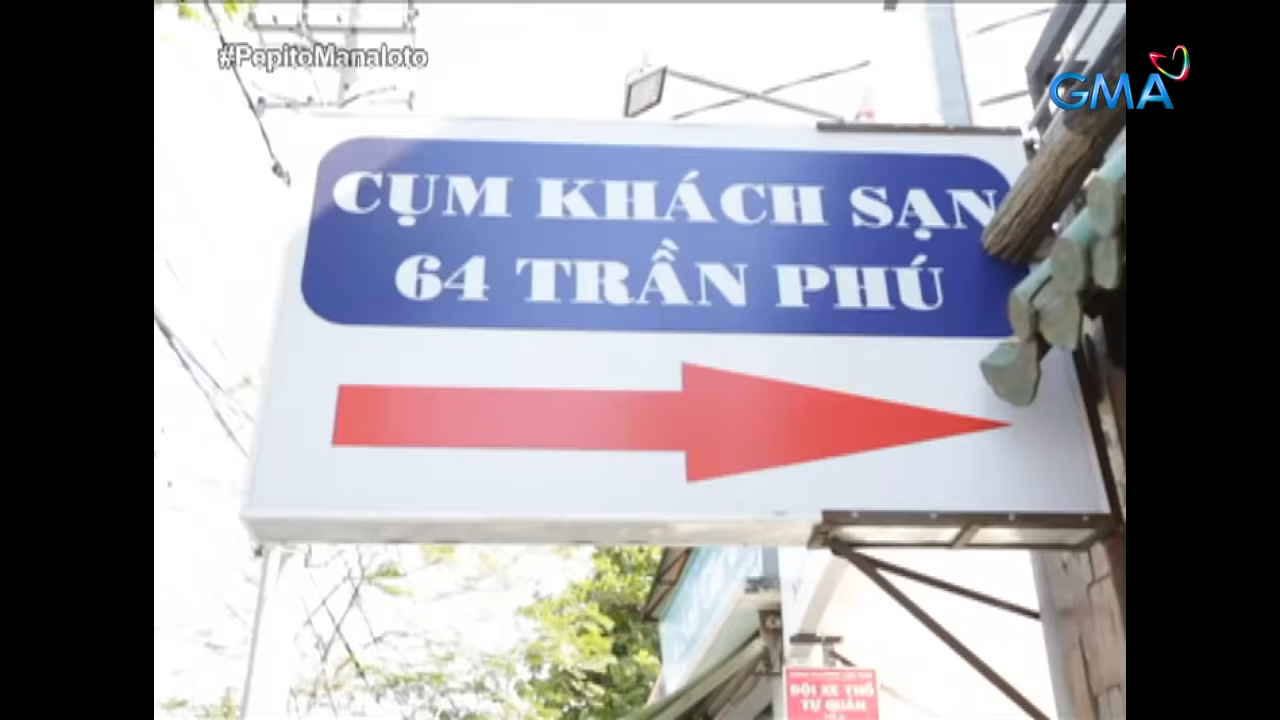 #PepitoManaloto
GMA
CỤM KHÁCH SẠN
64 TRẦN PHÚ
ĐỘI XE THỒ
TỰ QUẢN